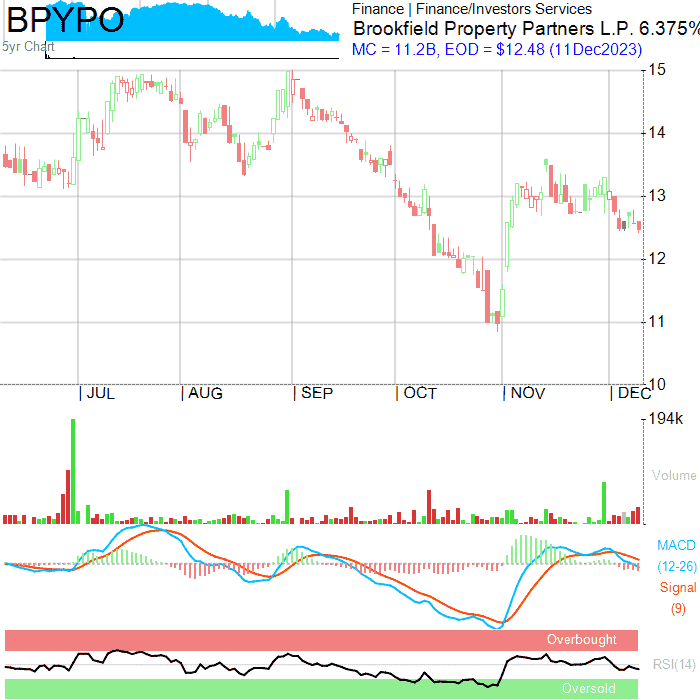 BPYPO
5yr Chart
Finance | Finance/Investors Services
Brookfield Property Partners L.P. 6.375%
MC = 11.2B, EOD = $12.48 (11Dec2023)
15
14
13
12
11
10
JUL AUG SEP OCT NOV DEC
194k
Volume
MACD
(12-26)
Signal
(9)
Overbought
RSI(14)
Oversold